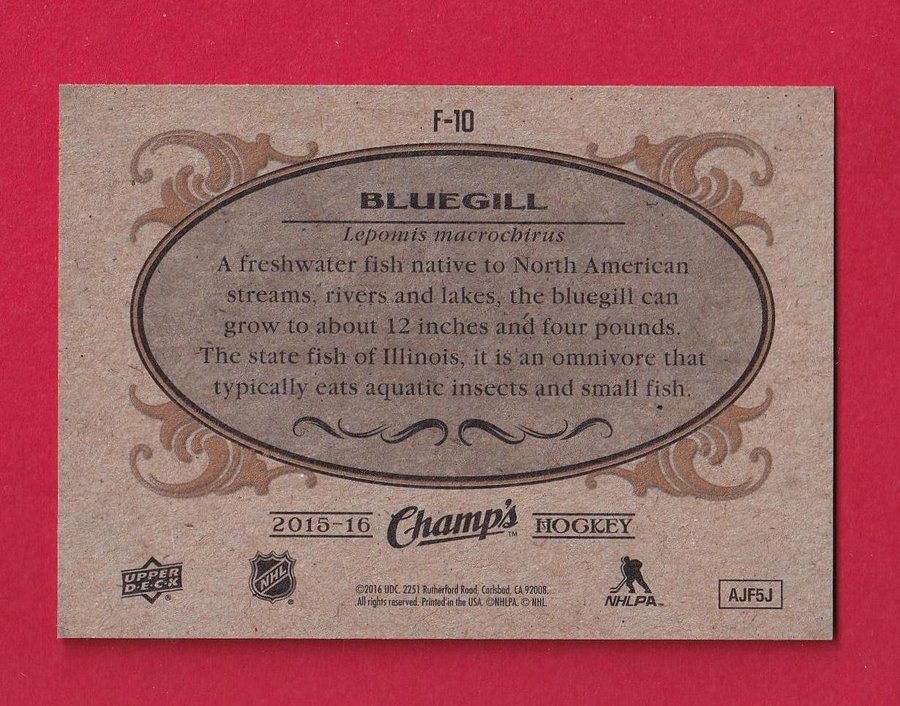 F-10
BLUEGILL
Lepomis macrochirus
A freshwater fish native to North American
streams, rivers and lakes, the bluegill can
grow to about 12 inches and four pounds.
The state fish of Illinois, it is an omnivore that
typically eats aquatic insects and small fish.
2015-16 Champ's™ HOCKEY
UPPER
D·E·C·K®
NHL®
©2016 UDC. 2251 Rutherford Road, Carlsbad, CA 92008.
All rights reserved. Printed in the USA. ©NHLPA. © NHL.
NHLPA™
AJF5J